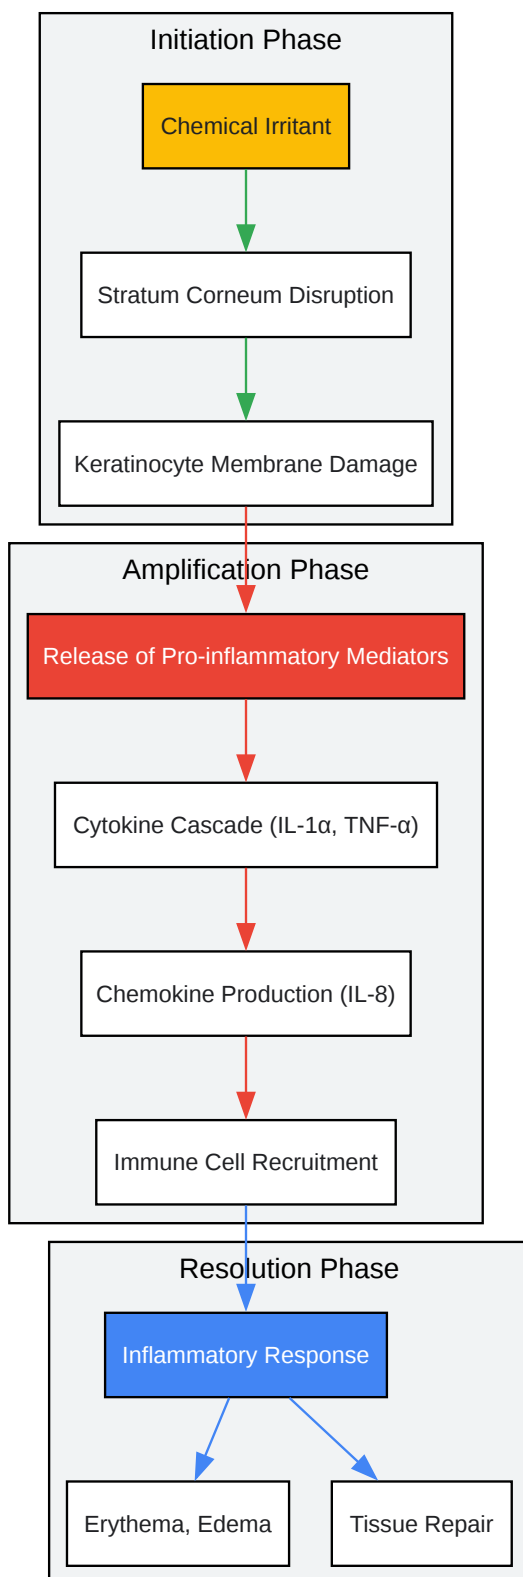 Initiation Phase
Chemical Irritant
Stratum Corneum Disruption
Keratinocyte Membrane Damage
Amplification Phase
Release of Pro-inflammatory Mediators
Cytokine Cascade (IL-1α, TNF-α)
Chemokine Production (IL-8)
Immune Cell Recruitment
Resolution Phase
Inflammatory Response
Erythema, Edema
Tissue Repair